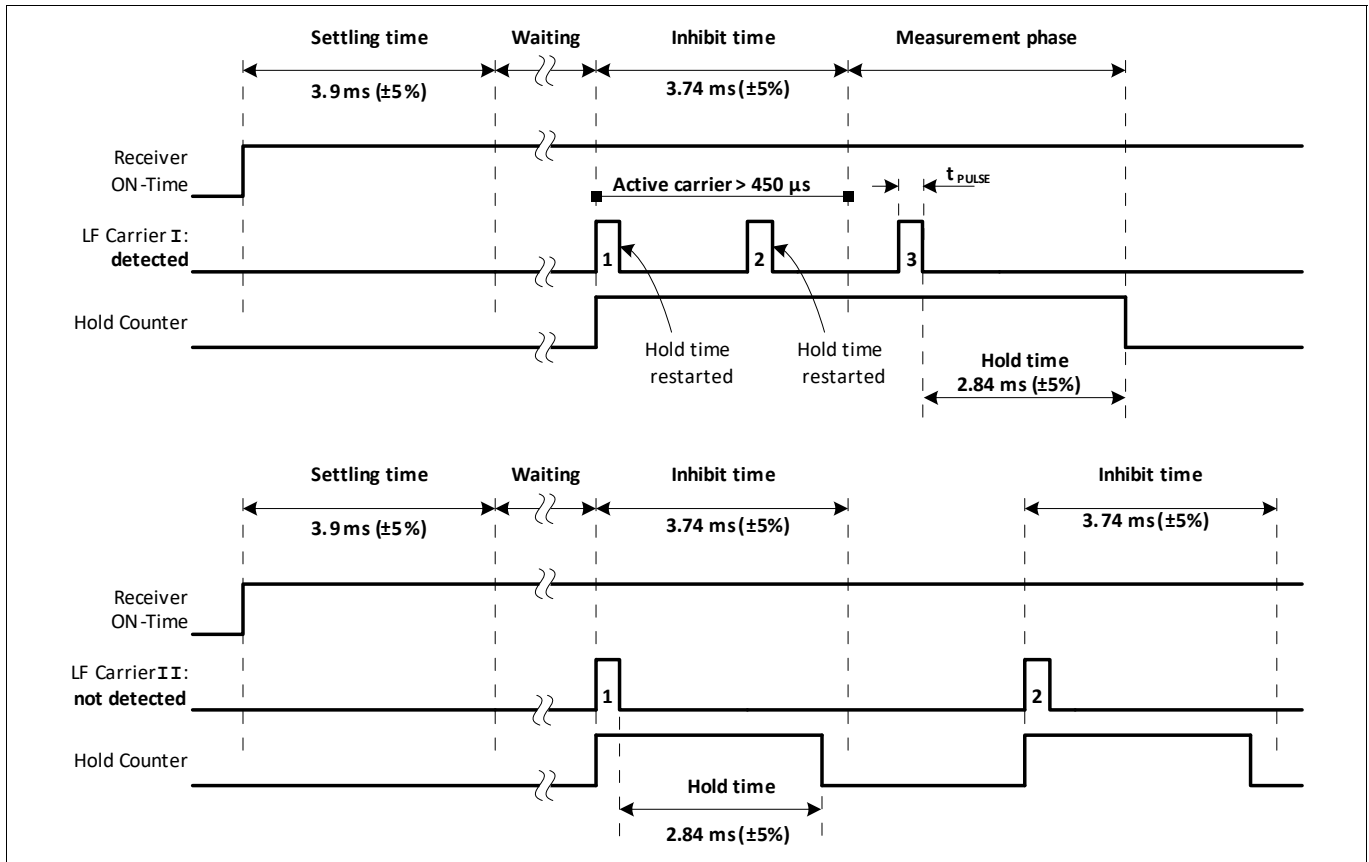 Settling time Waiting Inhibit time Measurement phase
3.9 ms (±5%) 3.74 ms (±5%)
Receiver
ON-Time
Active carrier > 450 µs
t PULSE
LF Carrier I:
detected
1 2 3
Hold Counter
Hold time
restarted
Hold time
restarted
Hold time
2.84 ms (±5%)
Settling time Waiting Inhibit time Inhibit time
3.9 ms (±5%) 3.74 ms (±5%) 3.74 ms (±5%)
Receiver
ON-Time
LF Carrier II:
not detected
1 2
Hold Counter
Hold time
2.84 ms (±5%)